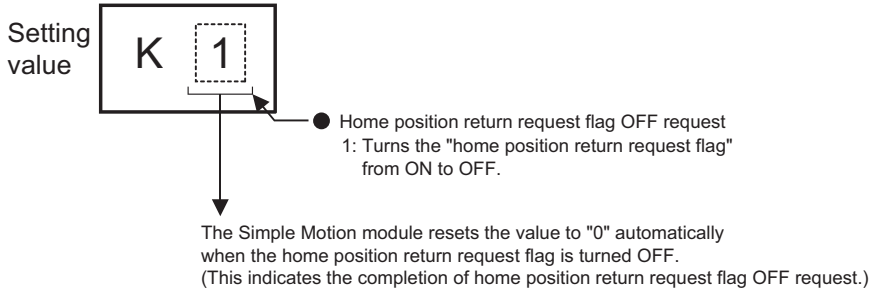 Setting
value
K 1
● Home position return request flag OFF request
1: Turns the "home position return request flag"
from ON to OFF.
The Simple Motion module resets the value to "0" automatically
when the home position return request flag is turned OFF.
(This indicates the completion of home position return request flag OFF request.)